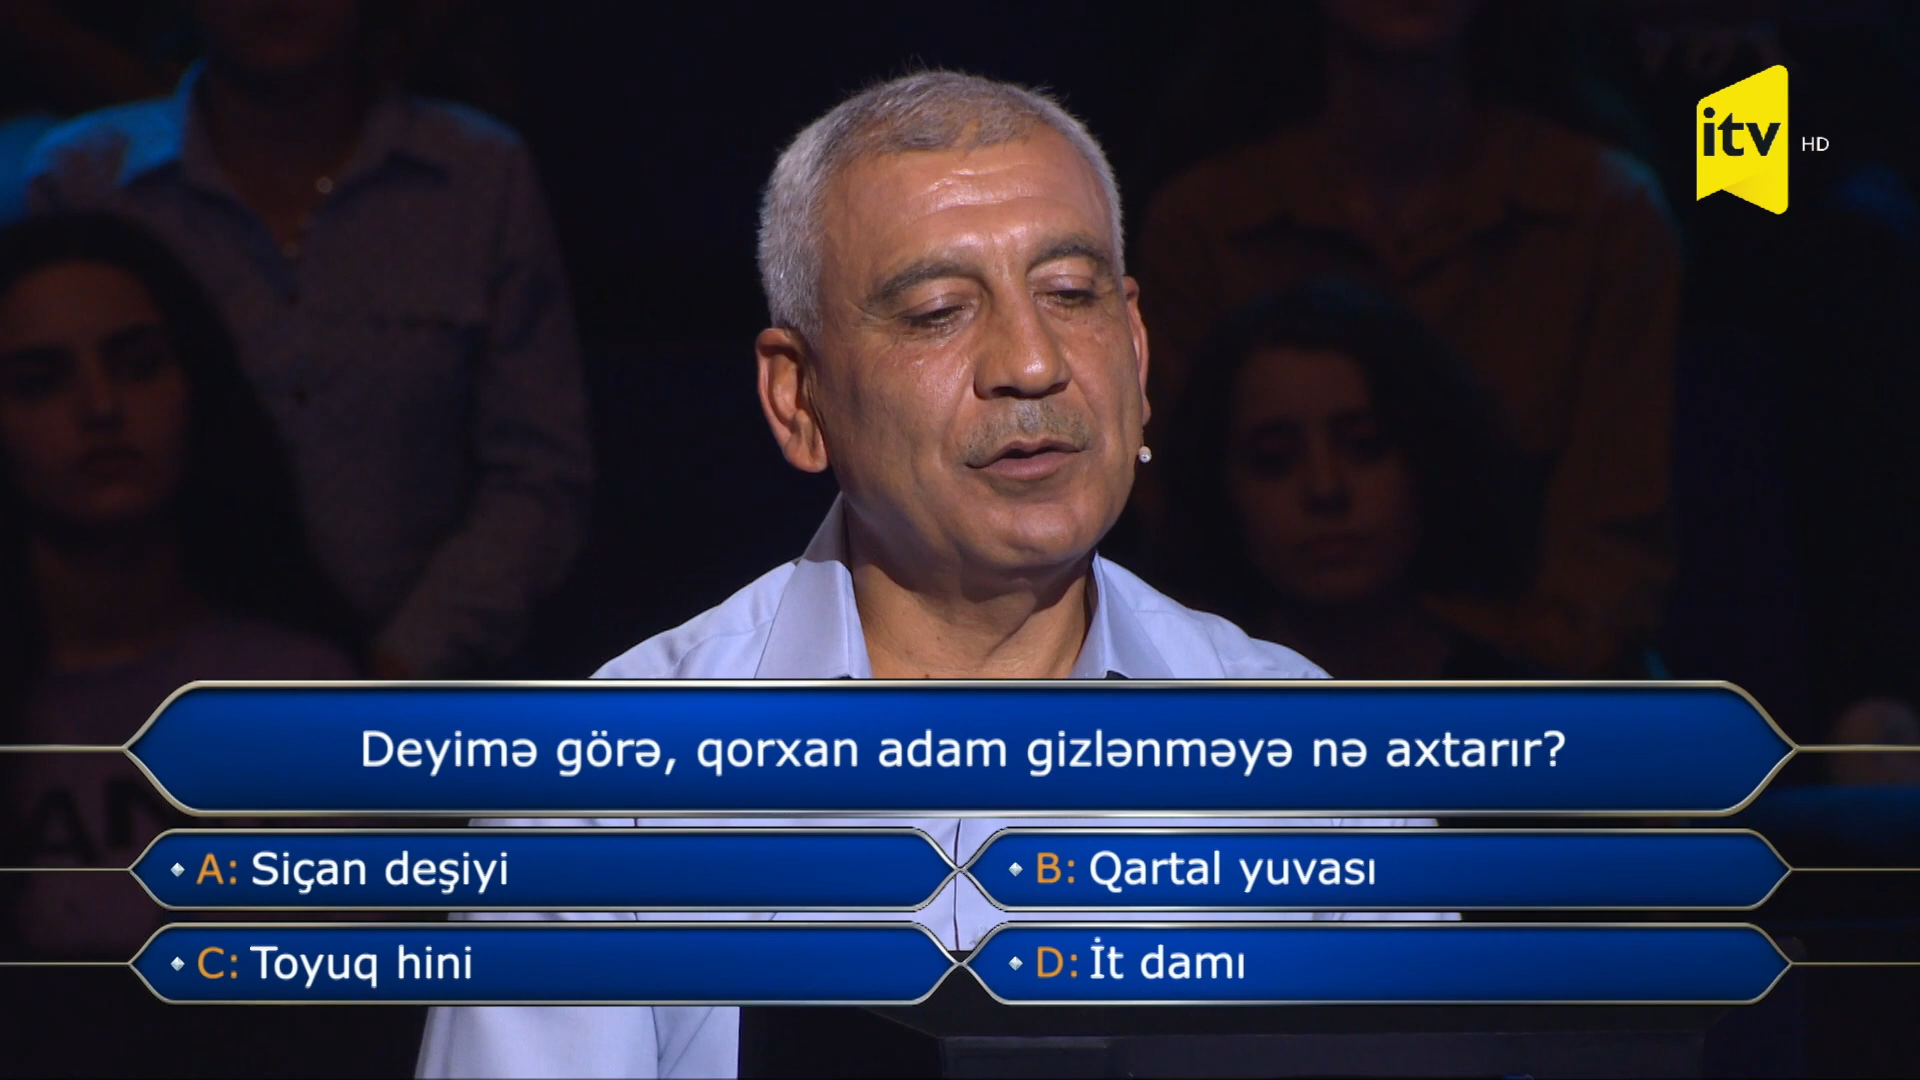 itv HD
Deyimə görə, qorxan adam gizlənməyə nə axtarır?
A: Siçan deşiyi
B: Qartal yuvası
C: Toyuq hini
D: İt damı